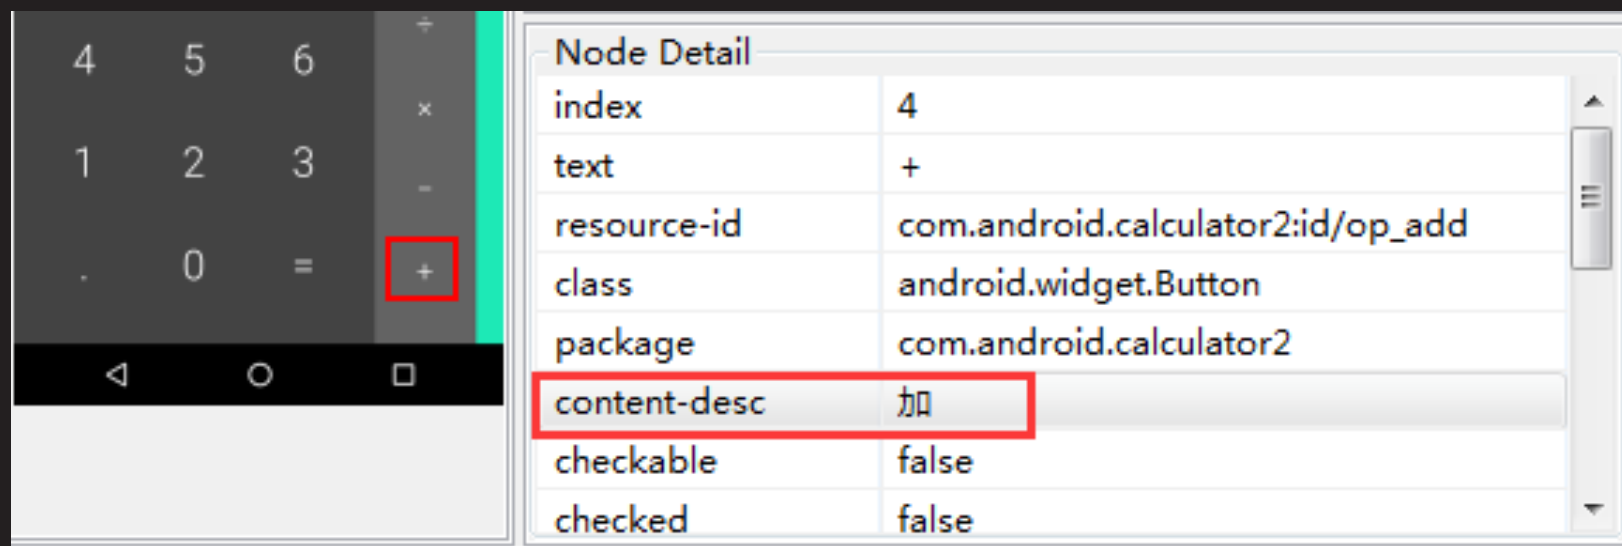 ÷
4 5 6
×
1 2 3
−
. 0 = +
Node Detail
index 4
text +
resource-id com.android.calculator2:id/op_add
class android.widget.Button
package com.android.calculator2
content-desc 加
checkable false
checked false